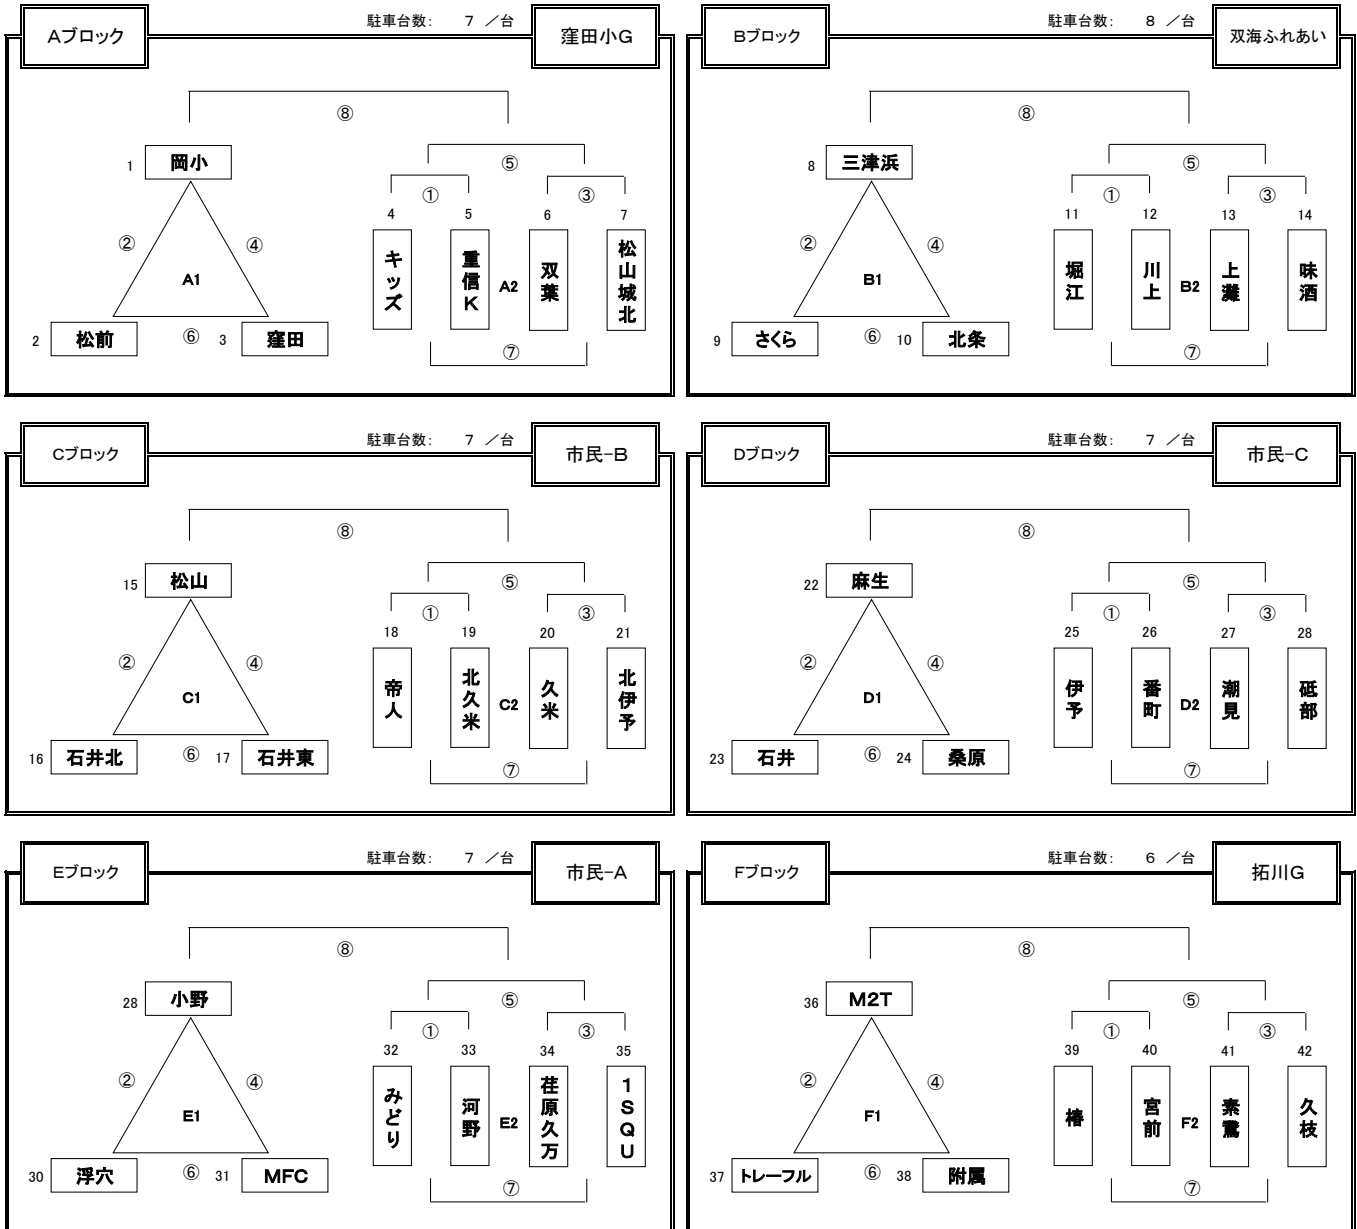 Aブロック
駐車台数: 7 ／台
窪田小G
⑧
1 岡小
②
④
A1
2 松前
⑥
3 窪田
⑤
①
③
4 キッズ
5 重信K
A2
6 双葉
7 松山城北
⑦
Bブロック
駐車台数: 8 ／台
双海ふれあい
⑧
8 三津浜
②
④
B1
9 さくら
⑥
10 北条
⑤
①
③
11 堀江
12 川上
B2
13 上灘
14 味酒
⑦
Cブロック
駐車台数: 7 ／台
市民-B
⑧
15 松山
②
④
C1
16 石井北
⑥
17 石井東
⑤
①
③
18 帝人
19 北久米
C2
20 久米
21 北伊予
⑦
Dブロック
駐車台数: 7 ／台
市民-C
⑧
22 麻生
②
④
D1
23 石井
⑥
24 桑原
⑤
①
③
25 伊予
26 番町
D2
27 潮見
28 砥部
⑦
Eブロック
駐車台数: 7 ／台
市民-A
⑧
28 小野
②
④
E1
30 浮穴
⑥
31 MFC
⑤
①
③
32 みどり
33 河野
E2
34 荏原久万
35 1SQU
⑦
Fブロック
駐車台数: 6 ／台
拓川G
⑧
36 M2T
②
④
F1
37 トレーフル
⑥
38 附属
⑤
①
③
39 椿
40 宮前
F2
41 素鵞
42 久枝
⑦